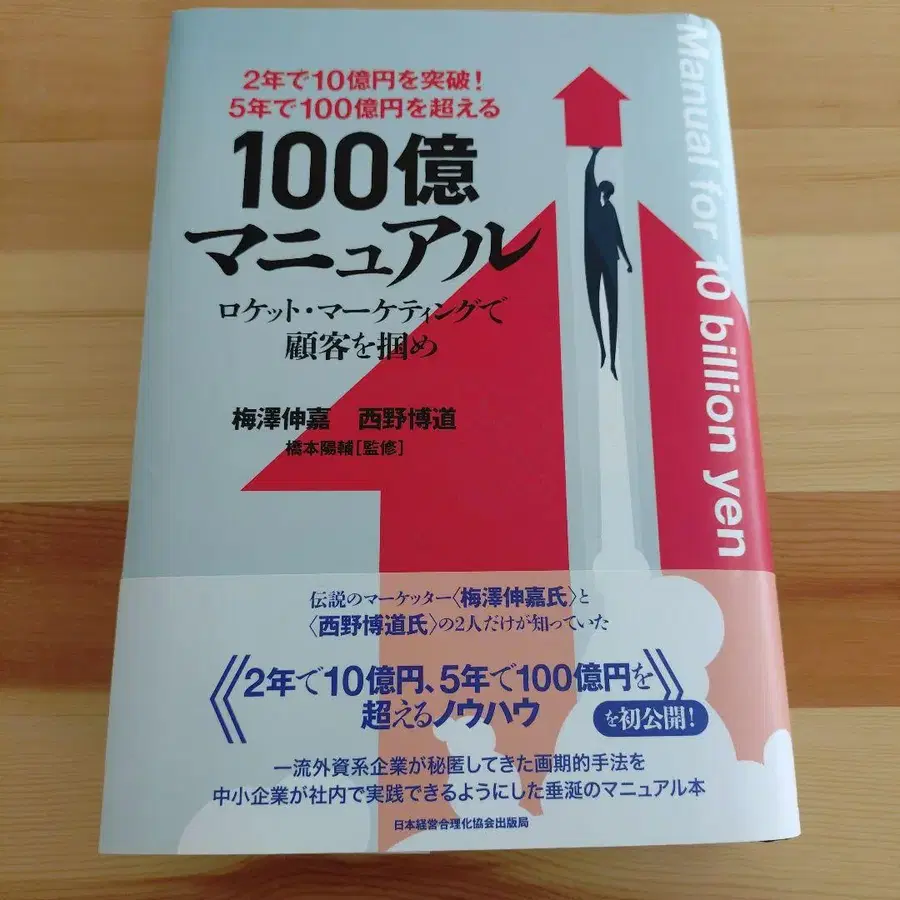 2年で10億円を突破!
5年で100億円を超える
100億
マニュアル
ロケット・マーケティングで
顧客を掴め
梅澤伸嘉 西野博道
橋本陽輔[監修]
Manual for 10 billion yen
伝説のマーケッター〈梅澤伸嘉氏〉と
〈西野博道氏〉の2人だけが知っていた
《2年で10億円、5年で100億円を
超えるノウハウ》を初公開!
一流外資系企業が秘匿してきた画期的手法を
中小企業が社内で実践できるようにした垂涎のマニュアル本
日本経営合理化協会出版局